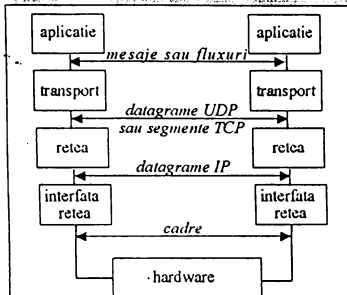 aplicatie aplicatie
mesaje sau fluxuri
transport transport
datagrame UDP
sau segmente TCP
retea retea
datagrame IP
interfata interfata
retea retea
cadre
hardware